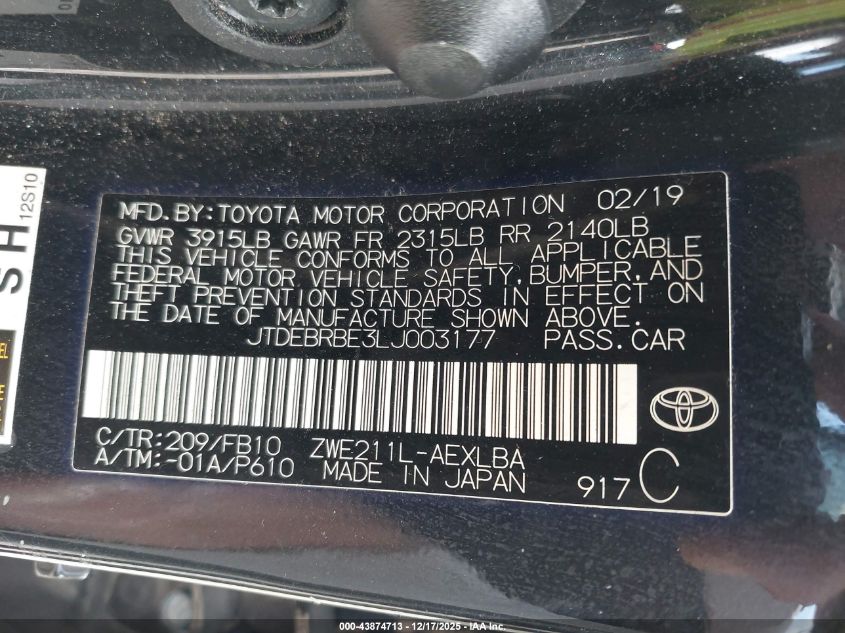 MFD.BY:TOYOTA MOTOR CORPORATION 02/19
GVWR 3915LB GAWR FR 2315LB RR 2140LB
THIS VEHICLE CONFORMS TO ALL APPLICABLE
FEDERAL MOTOR VEHICLE SAFETY,BUMPER,AND
THEFT PREVENTION STANDARDS IN EFFECT ON
THE DATE OF MANUFACTURE SHOWN ABOVE.
JTDEBRBE3LJ003177 PASS.CAR
C/TR:209/FB10 ZWE211L-AEXLBA
A/TM:-01A/P610 MADE IN JAPAN 917 C
SH
12S10
000-43874713 - 12/17/2025 - IAA, Inc.